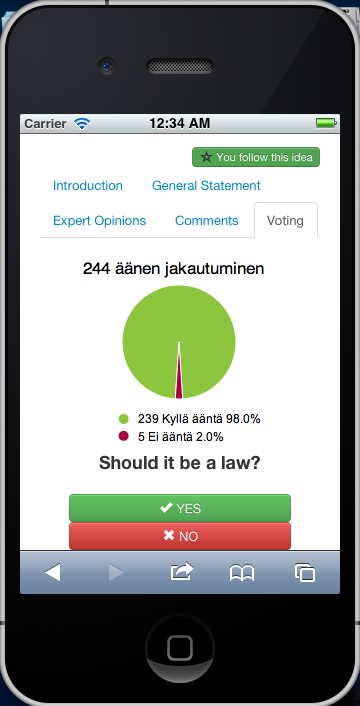 Carrier 12:34 AM
You follow this idea
Introduction General Statement
Expert Opinions Comments Voting
244 äänen jakautuminen
239 Kyllä ääntä 98.0%
5 Ei ääntä 2.0%
Should it be a law?
YES
NO